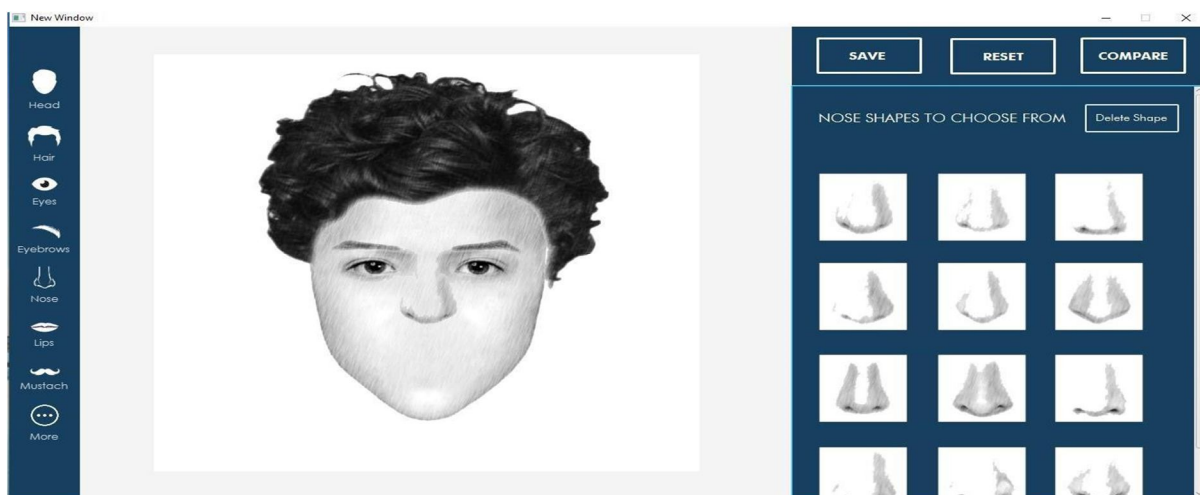 New Window
Head
Hair
Eyes
Eyebrows
Nose
Lips
Mustach
More
SAVE
RESET
COMPARE
NOSE SHAPES TO CHOOSE FROM
Delete Shape